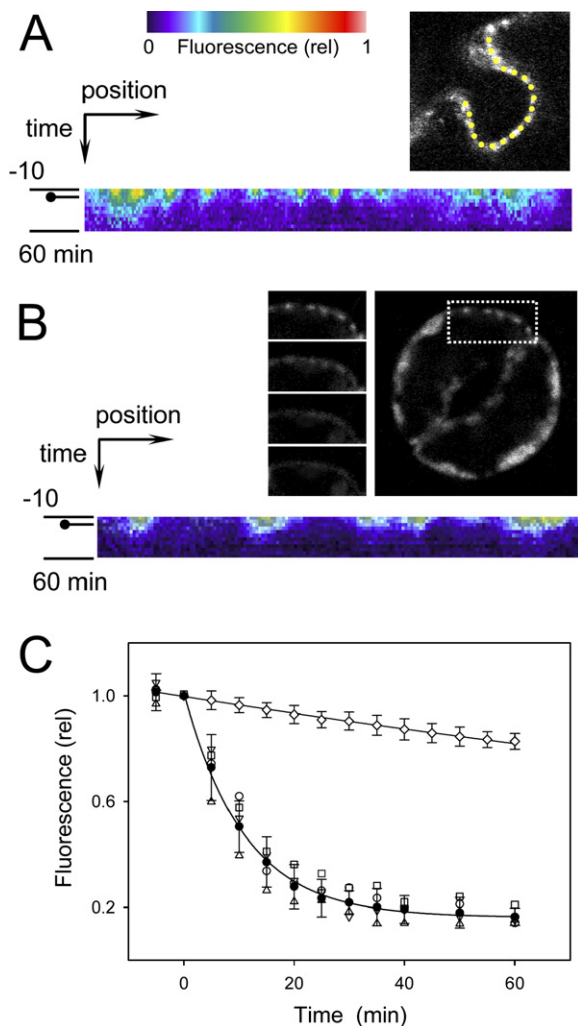 A
0 Fluorescence (rel) 1
position
time
-10
60 min
B
position
time
-10
60 min
C
Fluorescence (rel)
1.0
0.6
0.2
0 20 40 60
Time (min)